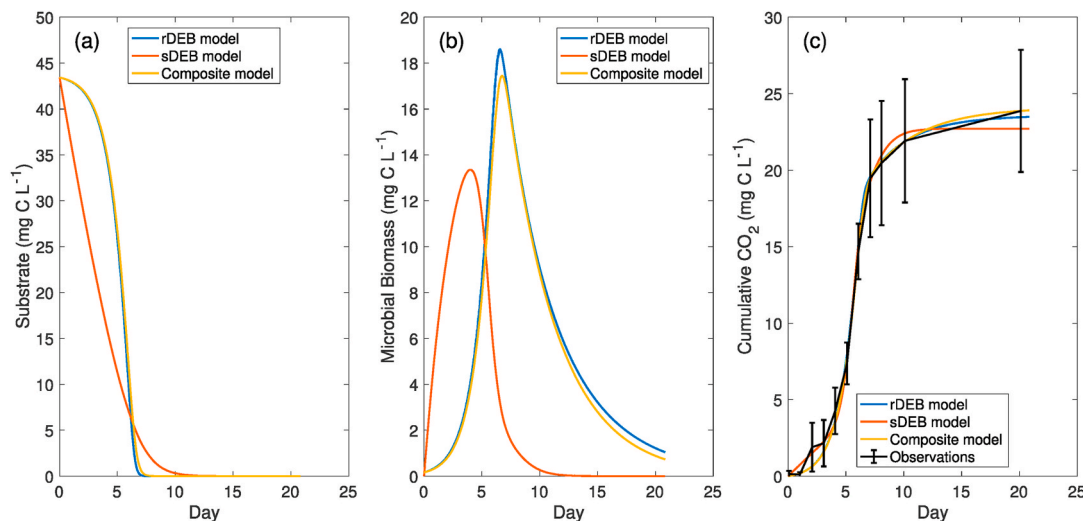 (a)
rDEB model
sDEB model
Composite model
50
45
40
35
30
25
20
15
10
5
0
Substrate (mg C L⁻¹)
0 5 10 15 20 25
Day
(b)
rDEB model
sDEB model
Composite model
20
18
16
14
12
10
8
6
4
2
0
Microbial Biomass (mg C L⁻¹)
0 5 10 15 20 25
Day
(c)
30
25
20
15
10
5
0
Cumulative CO₂ (mg C L⁻¹)
rDEB model
sDEB model
Composite model
Observations
0 5 10 15 20 25
Day